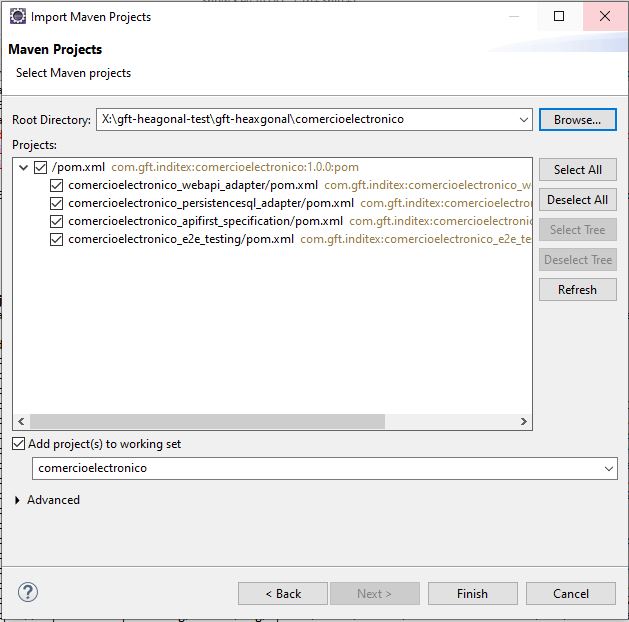 Import Maven Projects
Maven Projects
Select Maven projects
Root Directory: X:\gft-heagonal-test\gft-heaxgonal\comercioelectronico Browse...
Projects:
/pom.xml com.gft.inditex:comercioelectronico:1.0.0:pom
comercioelectronico_webapi_adapter/pom.xml com.gft.inditex:comercioelectronico_w
comercioelectronico_persistencesql_adapter/pom.xml com.gft.inditex:comercioelectron
comercioelectronico_apifirst_specification/pom.xml com.gft.inditex:comercioelectronic
comercioelectronico_e2e_testing/pom.xml com.gft.inditex:comercioelectronico_e2e_te
Select All
Deselect All
Select Tree
Deselect Tree
Refresh
Add project(s) to working set
comercioelectronico
Advanced
?
< Back Next > Finish Cancel